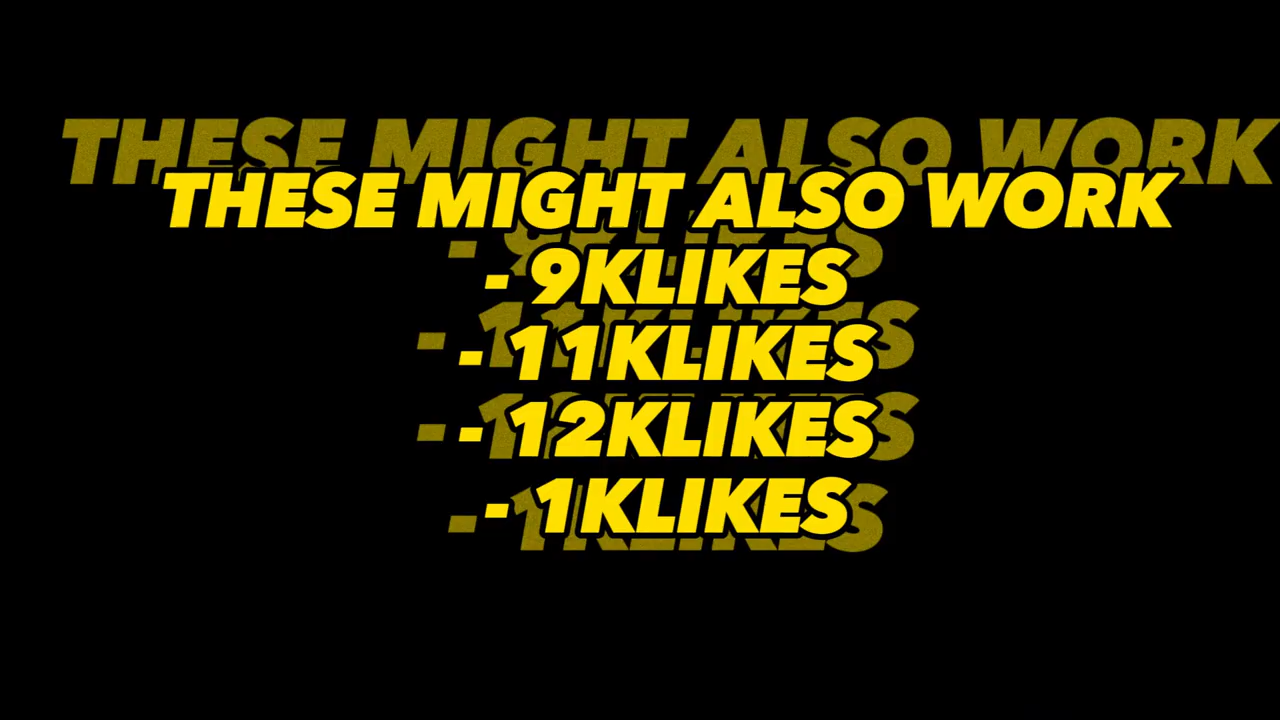 THESE MIGHT ALSO WORK
- 9KLIKES
- 11KLIKES
- 12KLIKES
- 1KLIKES